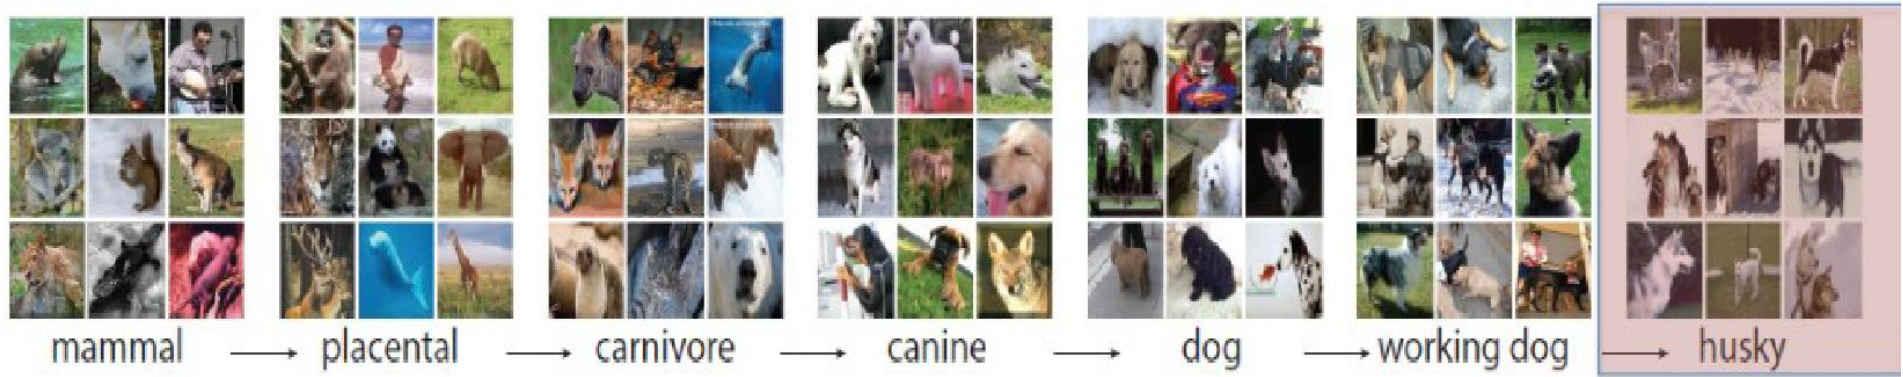 mammal → placental → carnivore → canine → dog → working dog → husky